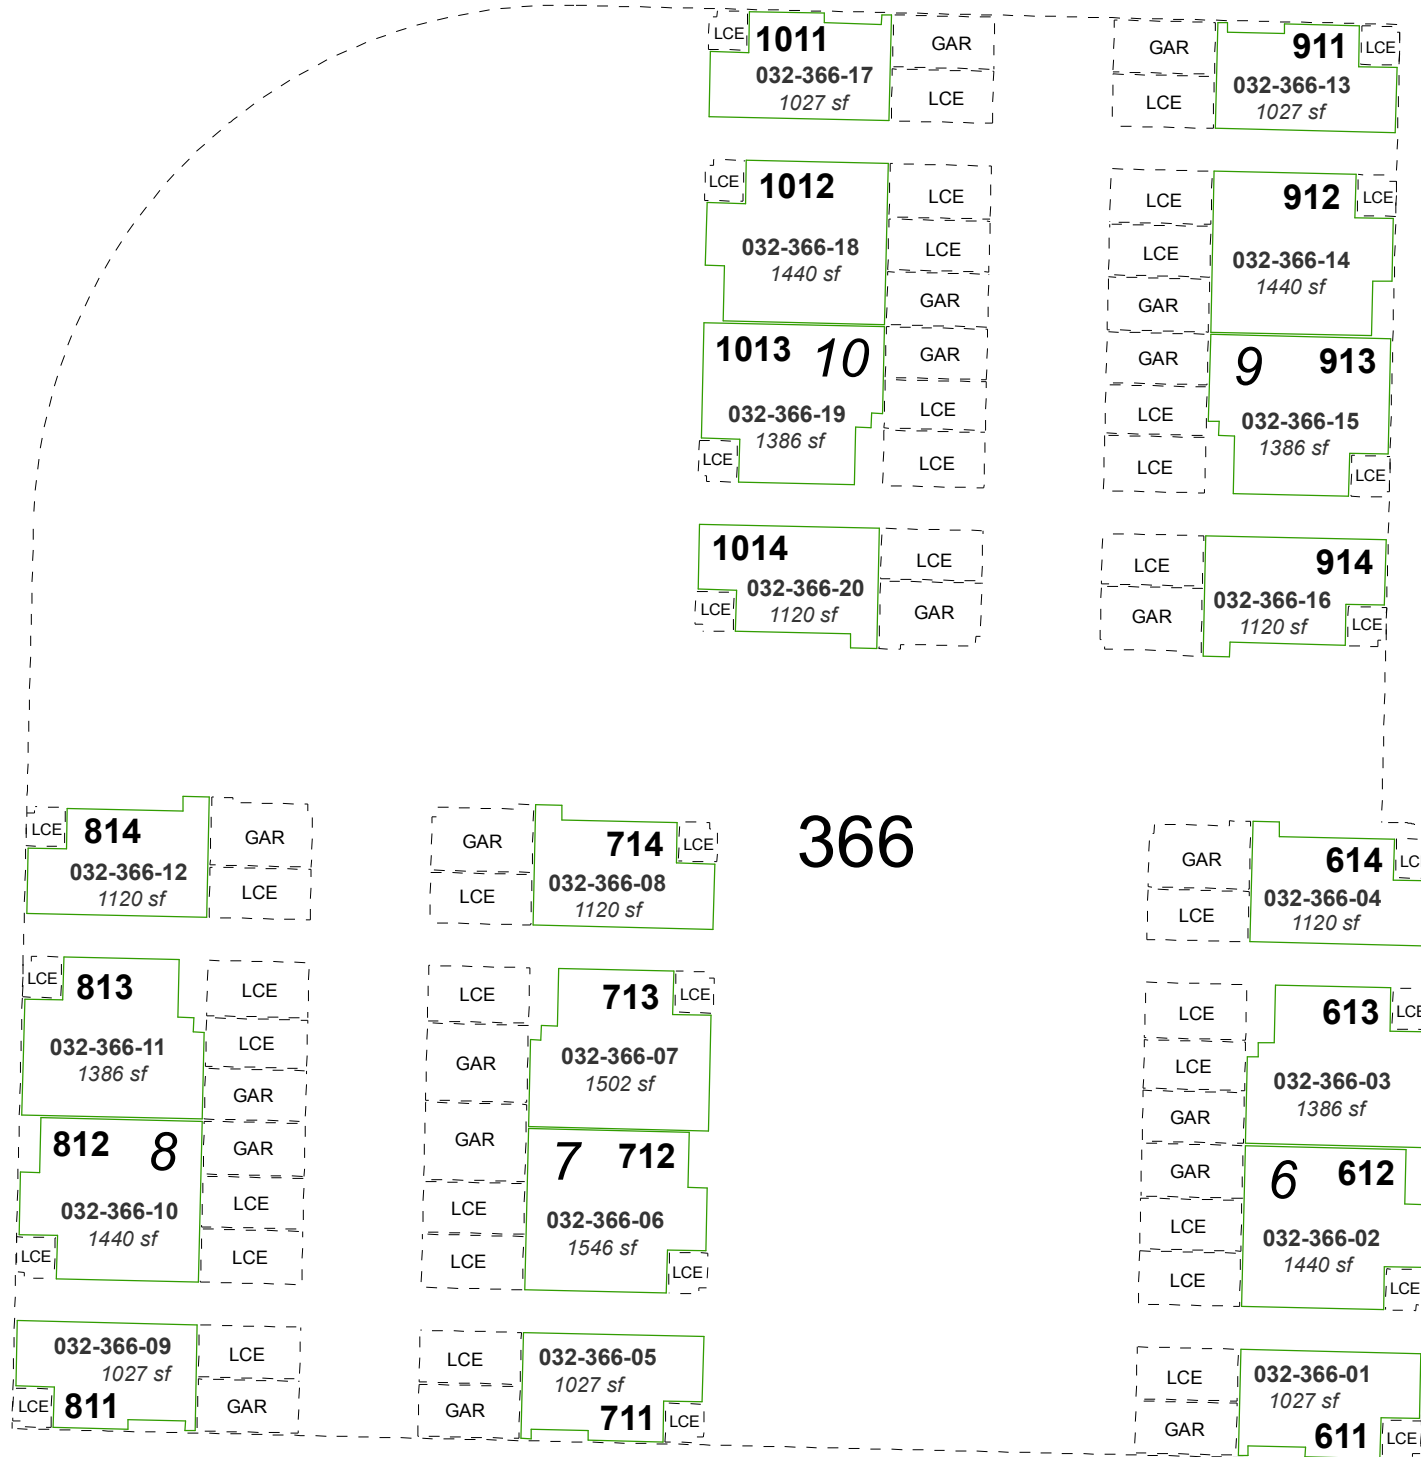 LCE
1011
032-366-17
1027 sf
GAR
LCE
GAR
LCE
911
LCE
032-366-13
1027 sf
LCE
1012
032-366-18
1440 sf
LCE
LCE
GAR
LCE
LCE
GAR
912
LCE
032-366-14
1440 sf
1013 10
032-366-19
1386 sf
LCE
GAR
LCE
LCE
GAR
LCE
LCE
9 913
032-366-15
1386 sf
LCE
1014
032-366-20
1120 sf
LCE
LCE
GAR
LCE
GAR
914
032-366-16
1120 sf
LCE
LCE
814
032-366-12
1120 sf
GAR
LCE
GAR
LCE
714
LCE
032-366-08
1120 sf
366
GAR
LCE
614
LC
032-366-04
1120 sf
LCE
813
032-366-11
1386 sf
LCE
LCE
GAR
LCE
GAR
713
LCE
032-366-07
1502 sf
LCE
LCE
GAR
613
LCE
032-366-03
1386 sf
812 8
032-366-10
1440 sf
LCE
GAR
LCE
LCE
GAR
LCE
LCE
7 712
032-366-06
1546 sf
LCE
GAR
LCE
LCE
6 612
032-366-02
1440 sf
LCE
032-366-09
1027 sf
LCE
811
LCE
GAR
LCE
GAR
032-366-05
1027 sf
711
LCE
LCE
GAR
032-366-01
1027 sf
611
LCE